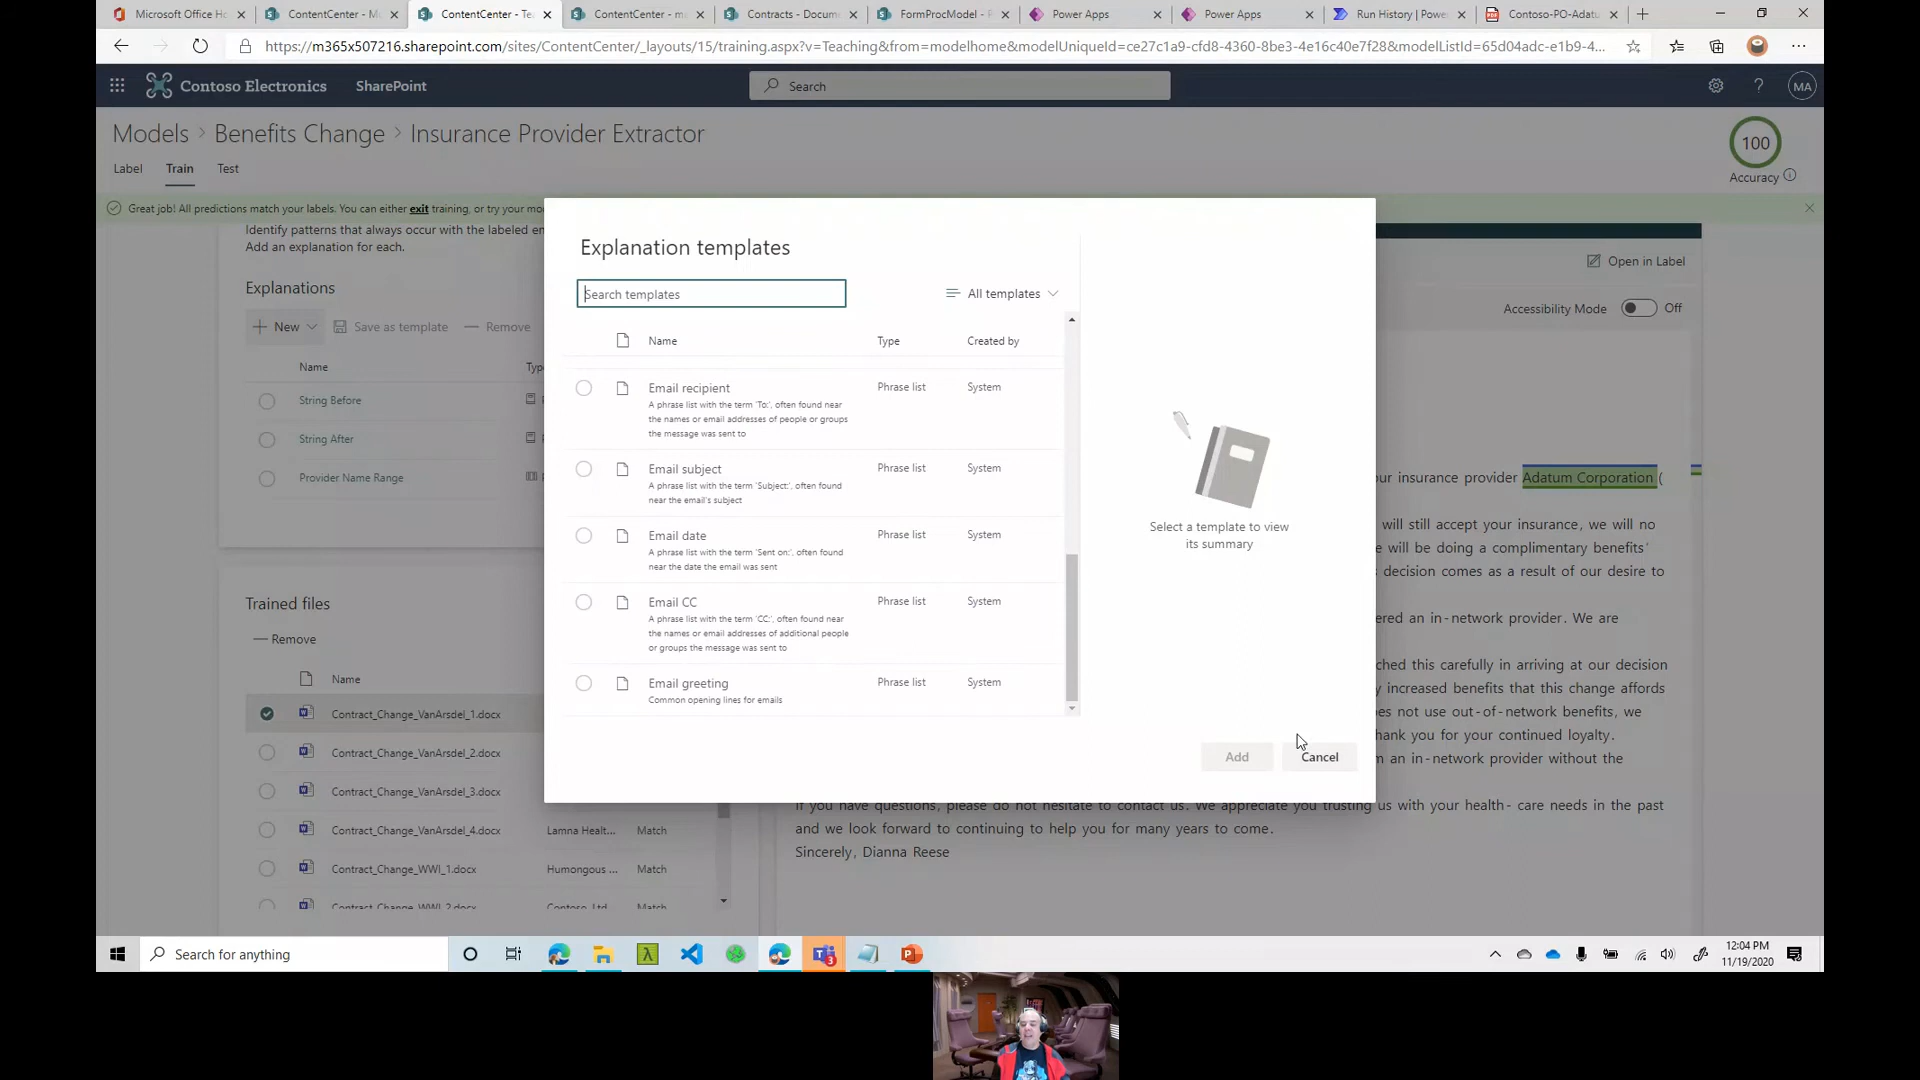 Microsoft Office Ho
ContentCenter - M
ContentCenter - Te
ContentCenter - mi
Contracts - Docum
FormProcModel - P
Power Apps
Power Apps
Run History | Powe
Contoso-PO-Adatu
https://m365x507216.sharepoint.com/sites/ContentCenter/_layouts/15/training.aspx?v=Teaching&from=modelhome&modelUniqueId=ce27c1a9-cfd8-4360-8be3-4e16c40e7f28&modelListId=65d04adc-e1b9-4...
Contoso Electronics
SharePoint
Search
?
MA
Models > Benefits Change > Insurance Provider Extractor
100
Accuracy
Label
Train
Test
Great job! All predictions match your labels. You can either exit training, or try your mo
Identify patterns that always occur with the labeled en
Add an explanation for each.
Explanations
New
Save as template
Remove
Name
Typ
String Before
String After
Provider Name Range
Trained files
Remove
Name
Contract_Change_VanArsdel_1.docx
Contract_Change_VanArsdel_2.docx
Contract_Change_VanArsdel_3.docx
Contract_Change_VanArsdel_4.docx
Lamna Healt...
Match
Contract_Change_WWI_1.docx
Humongous ...
Match
Contract_Change_WWI_2.docx
Contoso, Ltd
Match
Explanation templates
Search templates
All templates
Name
Type
Created by
Email recipient
Phrase list
System
A phrase list with the term 'To:', often found near
the names or email addresses of people or groups
the message was sent to
Email subject
Phrase list
System
A phrase list with the term 'Subject:', often found
near the email's subject
Email date
Phrase list
System
A phrase list with the term 'Sent on:', often found
near the date the email was sent
Email CC
Phrase list
System
A phrase list with the term 'CC:', often found near
the names or email addresses of additional people
or groups the message was sent to
Email greeting
Phrase list
System
Common opening lines for emails
Select a template to view
its summary
Add
Cancel
Open in Label
Accessibility Mode
Off
ur insurance provider Adatum Corporation (
will still accept your insurance, we will no
e will be doing a complimentary benefits'
s decision comes as a result of our desire to
ered an in-network provider. We are
ched this carefully in arriving at our decision
y increased benefits that this change affords
oes not use out-of-network benefits, we
hank you for your continued loyalty.
m an in-network provider without the
If you have questions, please do not hesitate to contact us. We appreciate you trusting us with your health- care needs in the past
and we look forward to continuing to help you for many years to come.
Sincerely, Dianna Reese
Search for anything
3
12:04 PM
11/19/2020